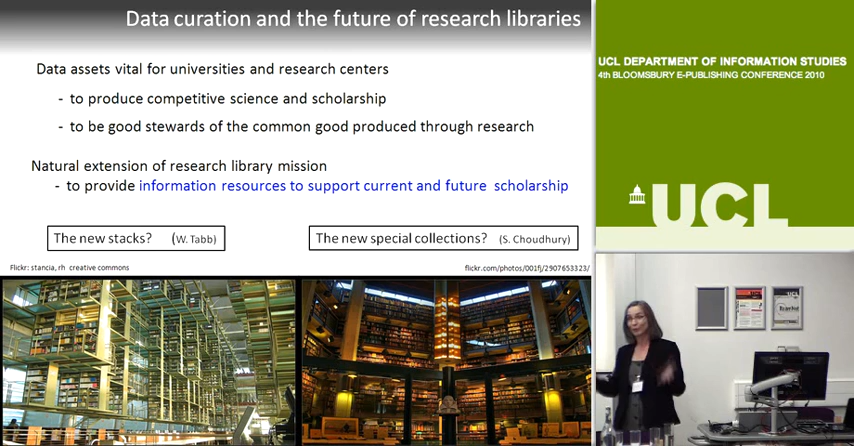 Data curation and the future of research libraries
Data assets vital for universities and research centers
- to produce competitive science and scholarship
- to be good stewards of the common good produced through research
Natural extension of research library mission
- to provide information resources to support current and future scholarship
The new stacks? (W. Tabb)
The new special collections? (S. Choudhury)
Flickr: stancia, rh creative commons
flickr.com/photos/001fj/2907653323/
UCL DEPARTMENT OF INFORMATION STUDIES
4th BLOOMSBURY E-PUBLISHING CONFERENCE 2010
UCL
UCL
UCL